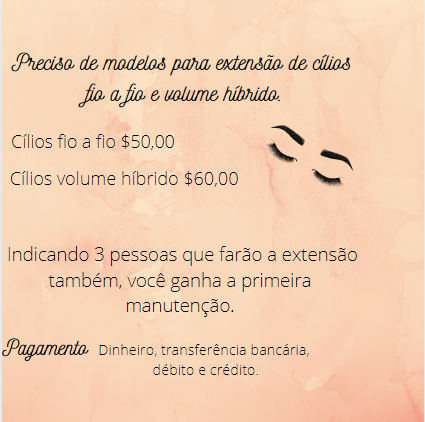 Preciso de modelos para extensão de cílios
fio a fio e volume híbrido.
Cílios fio a fio $50,00
Cílios volume híbrido $60,00
Indicando 3 pessoas que farão a extensão
também, você ganha a primeira
manutenção.
Pagamento Dinheiro, transferência bancária,
débito e crédito.